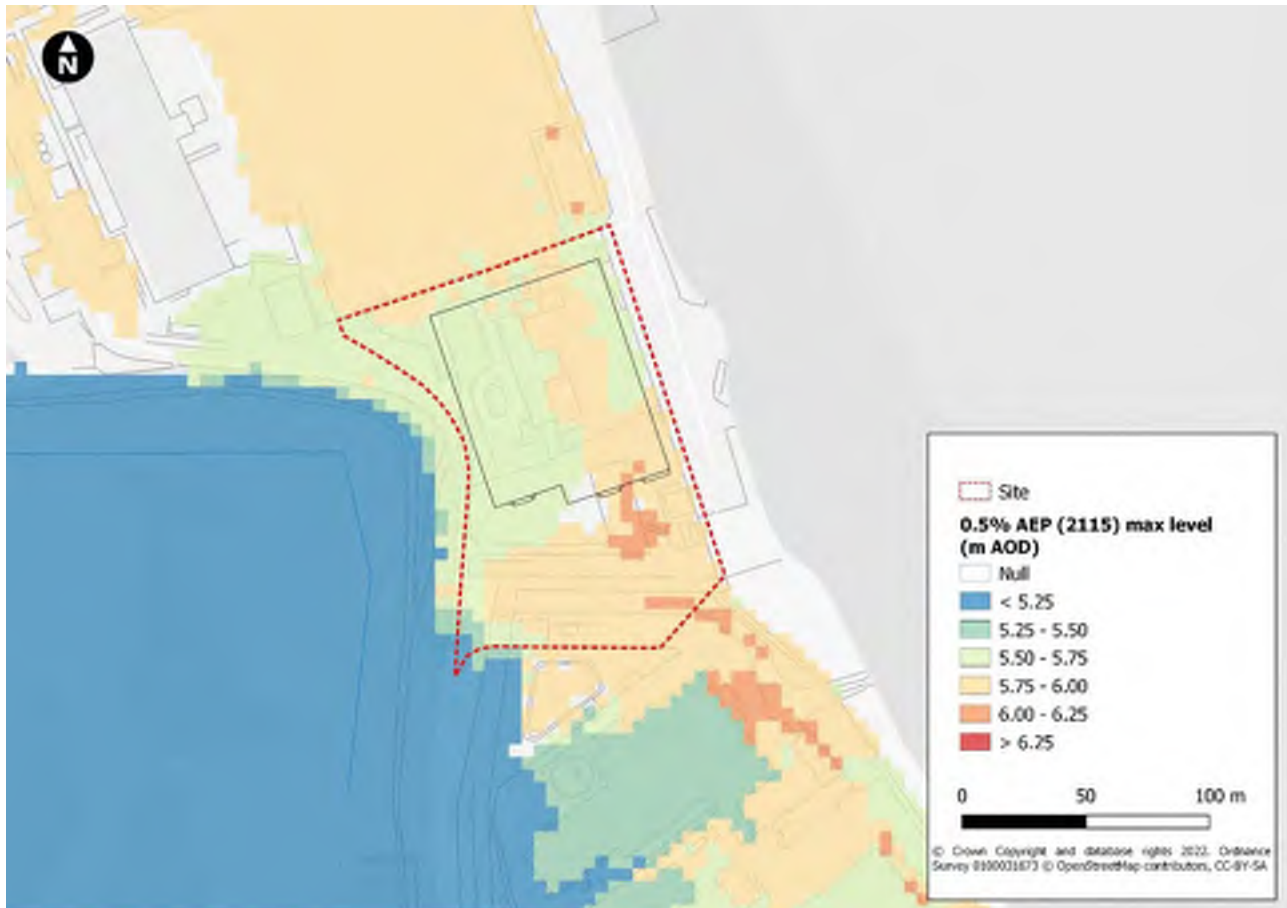 N
Site
0.5% AEP (2115) max level
(m AOD)
Null
< 5.25
5.25 - 5.50
5.50 - 5.75
5.75 - 6.00
6.00 - 6.25
> 6.25
0 50 100 m
© Crown Copyright and database rights 2022. Ordnance
Survey 0100031673 © OpenStreetMap contributors, CC-BY-SA